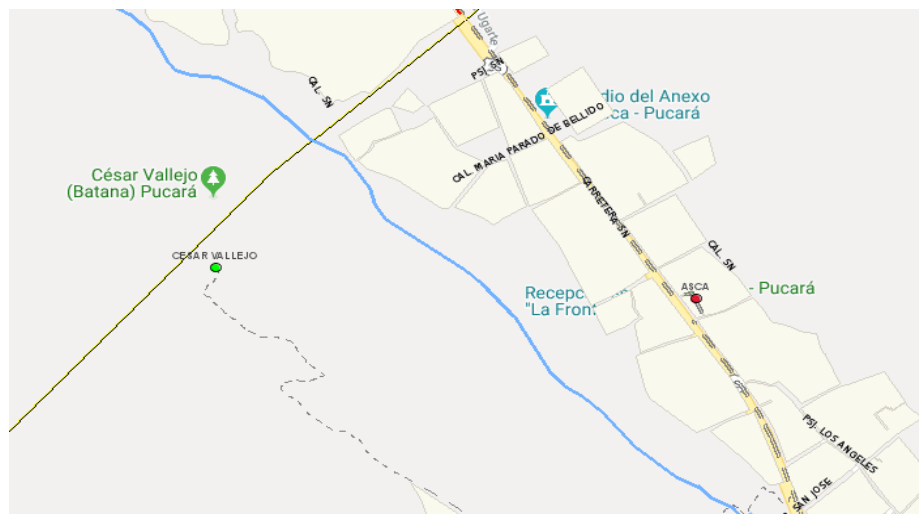 Ugarte
PSJ. SN
CAL. SN
dio del Anexo
ca - Pucará
CAL. MARIA PARADO DE BELLIDO
César Vallejo
(Batana) Pucará
CARRETERA SN
CESAR VALLEJO
CAL. SN
ASCA
- Pucará
Recepc
"La Front
PSJ. LOS ANGELES
SAN JOSE